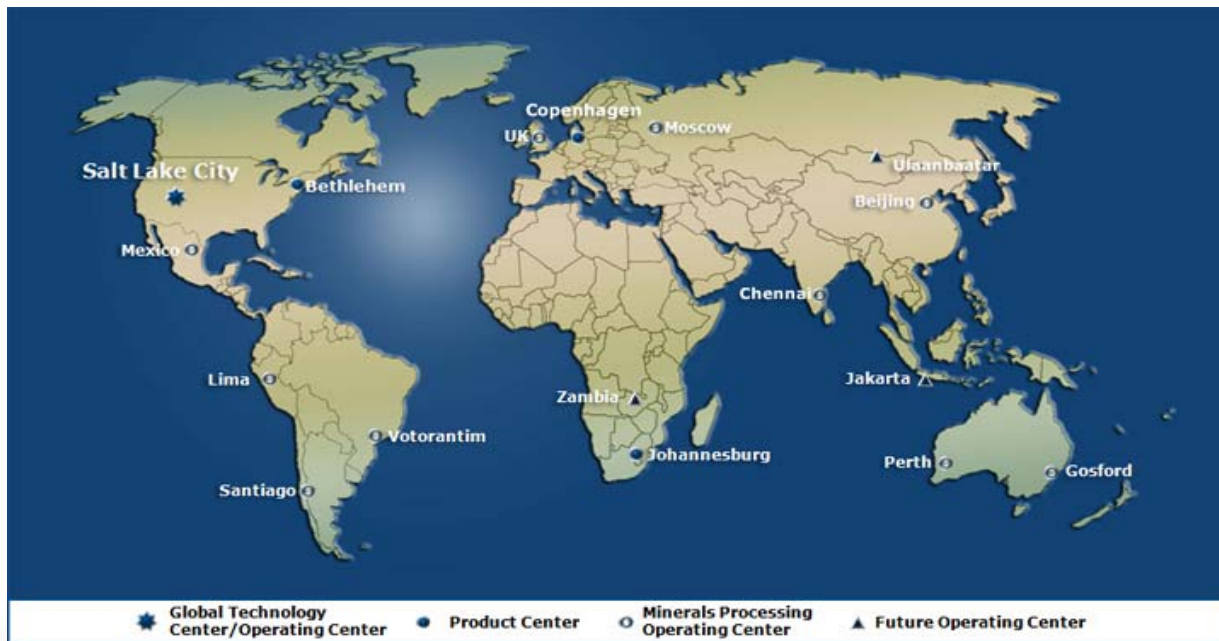 Copenhagen
UK
Moscow
Salt Lake City
Bethlehem
Ulaanbaatar
Beijing
Mexico
Chennai
Lima
Jakarta
Zambia
Votorantim
Johannesburg
Perth
Gosford
Santiago
Global Technology
Center/Operating Center
Product Center
Minerals Processing
Operating Center
Future Operating Center